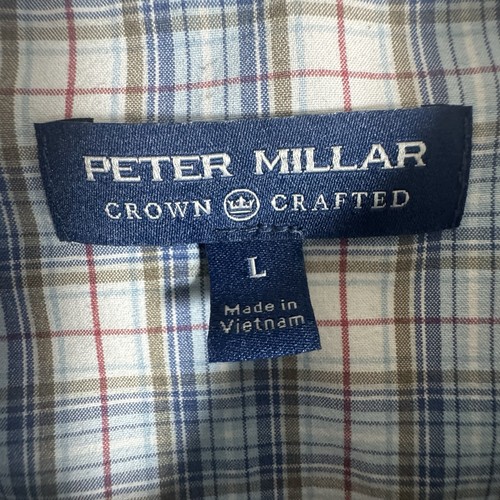 PETER MILLAR
CROWN CRAFTED
L
Made in
Vietnam